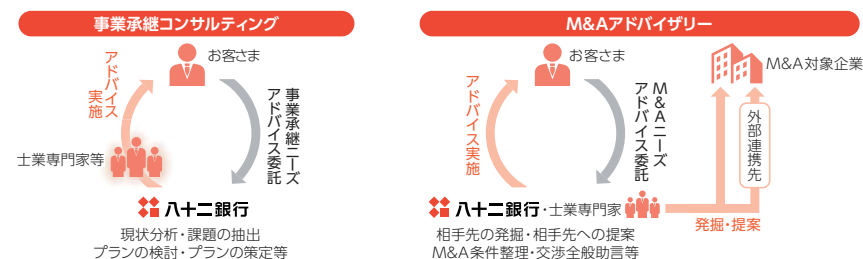 事業承継コンサルティング
お客さま
アドバイス
実施
事業承継ニーズ
アドバイス委託
士業専門家等
八十二銀行
現状分析・課題の抽出
プランの検討・プランの策定等
M&Aアドバイザリー
お客さま
M&A対象企業
アドバイス実施
M&Aニーズ
アドバイス委託
外部連携先
八十二銀行・士業専門家
発掘・提案
相手先の発掘・相手先への提案
M&A条件整理・交渉全般助言等